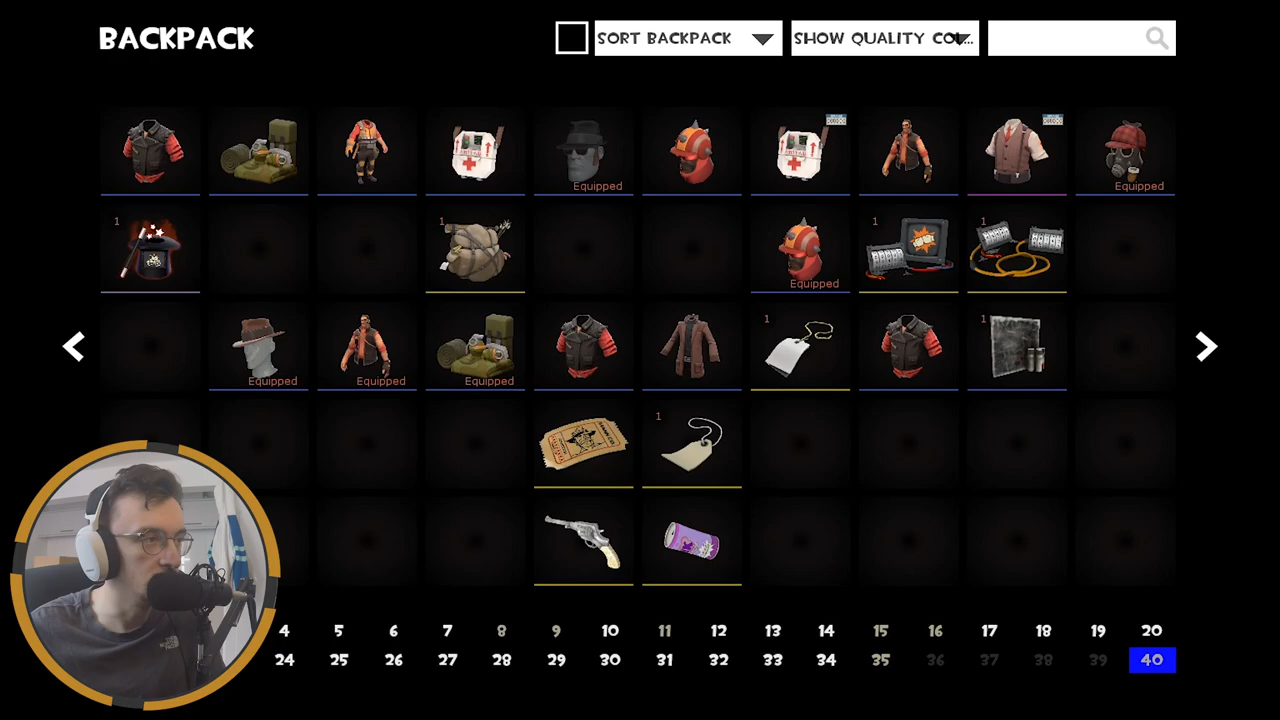 BACKPACK
SORT BACKPACK
SHOW QUALITY COL...
Equipped
Equipped
1
1
Equipped
1
1
Equipped
Equipped
Equipped
1
1
1
4 5 6 7 8 9 10 11 12 13 14 15 16 17 18 19 20
24 25 26 27 28 29 30 31 32 33 34 35 36 37 38 39 40